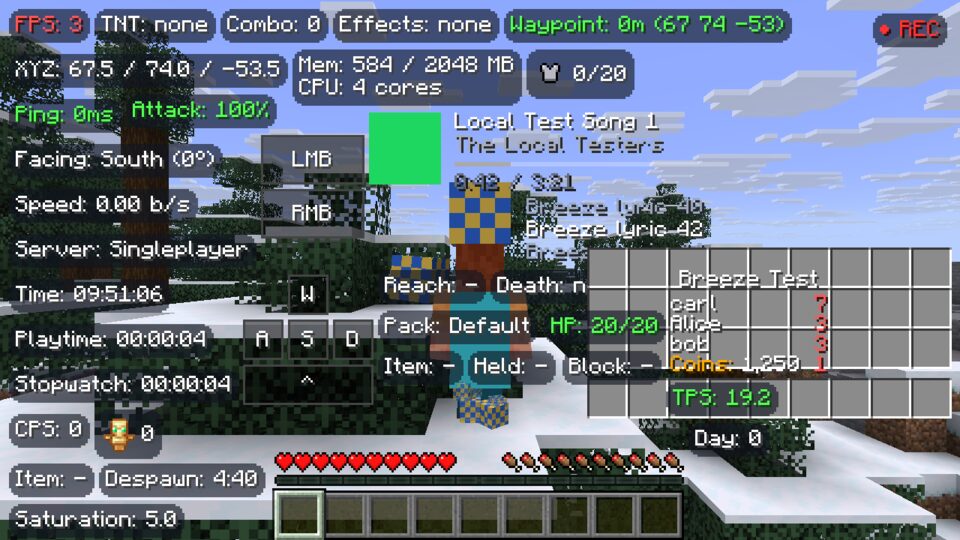 FPS: 3 TNT: none Combo: 0 Effects: none Waypoint: 0m (67 74 -53) REC
XYZ: 67.5 / 74.0 / -53.5
Mem: 584 / 2048 MB
CPU: 4 cores
0/20
Ping: 0ms Attack: 100%
Local Test Song 1
The Local Testers
0:42 / 3:21
Facing: South (0°)
LMB
Speed: 0.00 b/s
RMB
Breeze lyric 42
Breeze
Server: Singleplayer
Reach: - Death: n
Breeze Test
Time: 09:51:06
W
carl 7
Alice 3
bob 3
Coins: 1,250 1
Pack: Default HP: 20/20
Playtime: 00:00:04
A S D
Item: - Held: - Block: -
Stopwatch: 00:00:04
^
TPS: 19.2
CPS: 0 0
Day: 0
Item: - Despawn: 4:40
Saturation: 5.0